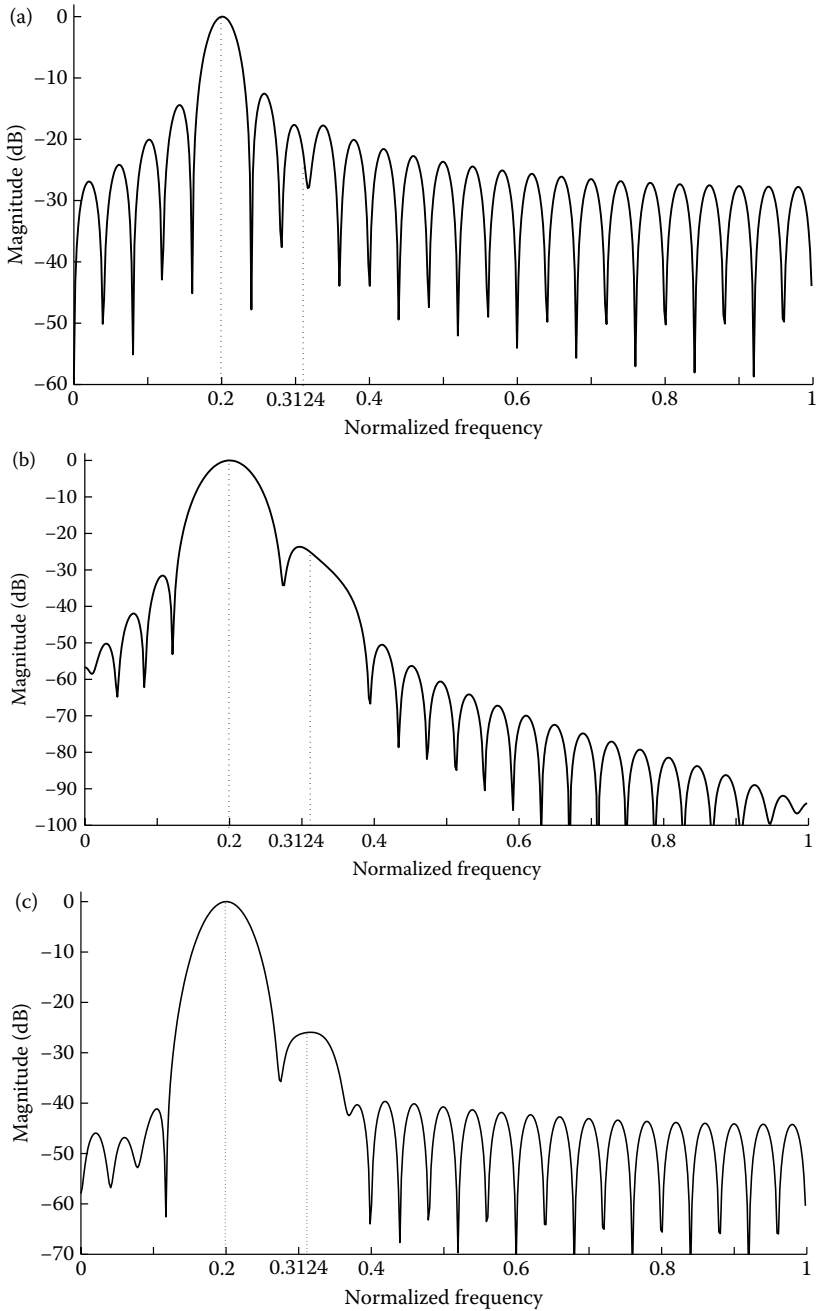 (a)
0
–10
–20
–30
–40
–50
–60
Magnitude (dB)
0 0.2 0.3124 0.4 0.6 0.8 1
Normalized frequency
(b)
0
–10
–20
–30
–40
–50
–60
–70
–80
–90
–100
Magnitude (dB)
0 0.2 0.3124 0.4 0.6 0.8 1
Normalized frequency
(c)
0
–10
–20
–30
–40
–50
–60
–70
Magnitude (dB)
0 0.2 0.3124 0.4 0.6 0.8 1
Normalized frequency